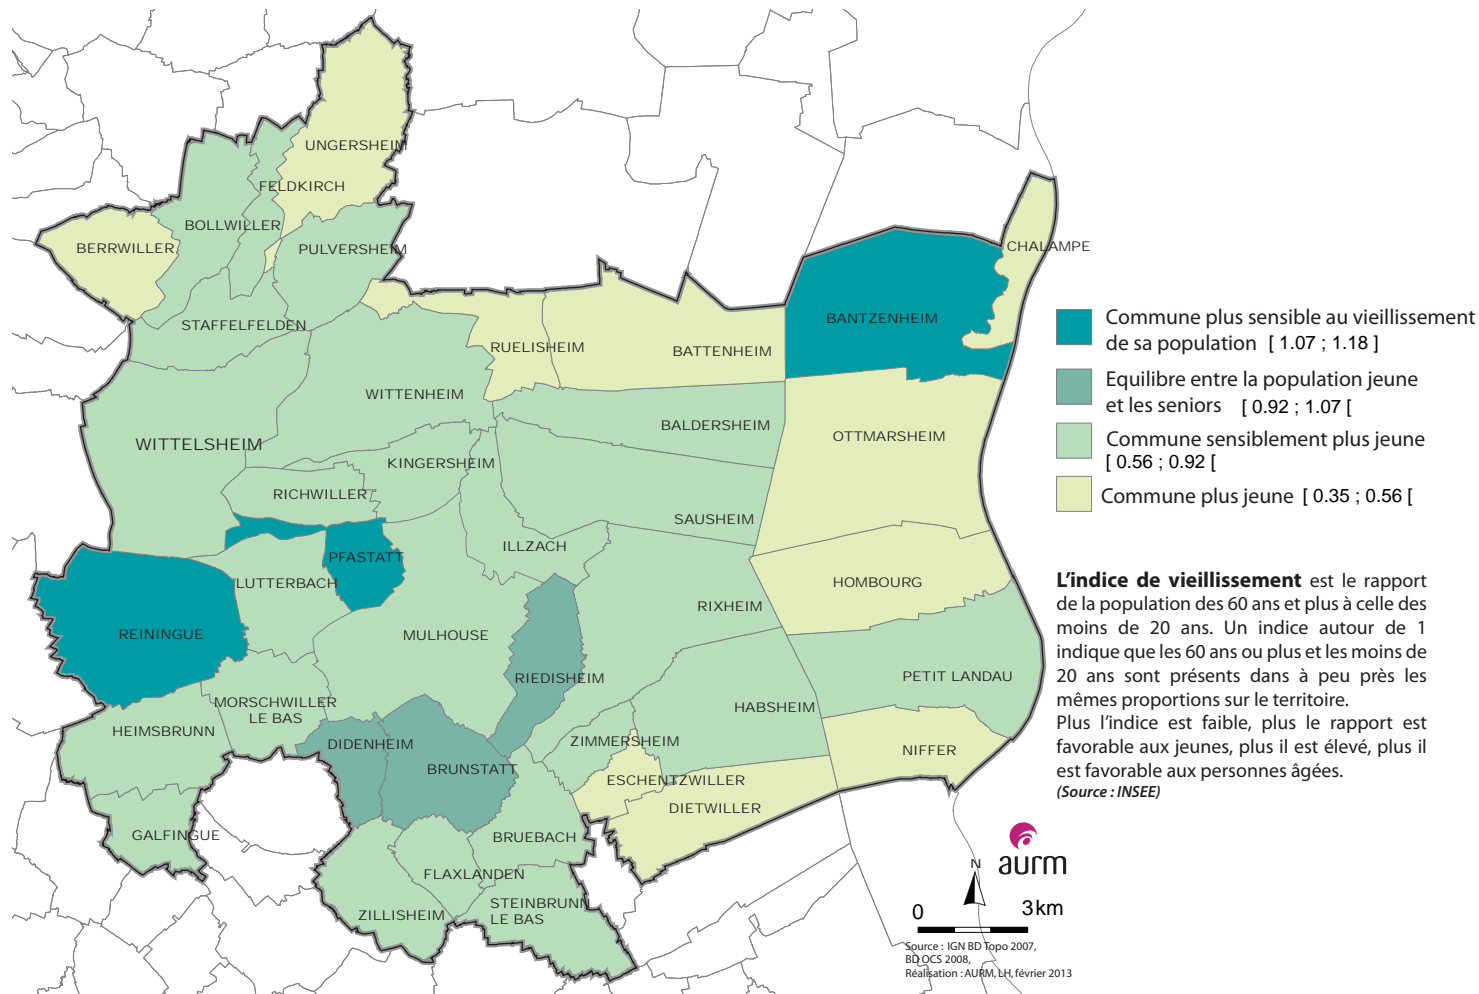 UNGERSHEIM
FELDKIRCH
BOLLWILLER
BERRWILLER
PULVERSHEIM
CHALAMPE
STAFFELFELDEN
BANTZENHEIM
RUELISHEIM
BATTENHEIM
WITTENHEIM
BALDERSHEIM
OTTMARSHEIM
WITTELSHEIM
KINGERSHEIM
RICHWILLER
SAUSHEIM
ILLZACH
PFASTATT
LUTTERBACH
HOMBOURG
RIXHEIM
REININGUE
MULHOUSE
RIEDISHEIM
PETIT LANDAU
MORSCHWILLER
LE BAS
HABSHEIM
HEIMSBRUNN
DIDENHEIM
ZIMMERSHEIM
NIFFER
BRUNSTATT
ESCHENTZWILLER
DIETWILLER
GALFINGUE
BRUEBACH
FLAXLANDEN
STEINBRUNN
LE BAS
ZILLISHEIM
Commune plus sensible au vieillissement
de sa population [ 1.07 ; 1.18 ]
Equilibre entre la population jeune
et les seniors [ 0.92 ; 1.07 [
Commune sensiblement plus jeune
[ 0.56 ; 0.92 [
Commune plus jeune [ 0.35 ; 0.56 [
L'indice de vieillissement est le rapport
de la population des 60 ans et plus à celle des
moins de 20 ans. Un indice autour de 1
indique que les 60 ans ou plus et les moins de
20 ans sont présents dans à peu près les
mêmes proportions sur le territoire.
Plus l'indice est faible, plus le rapport est
favorable aux jeunes, plus il est élevé, plus il
est favorable aux personnes âgées.
(Source : INSEE)
aurm
N
0 3 km
Source : IGN BD Topo 2007,
BD OCS 2008,
Réalisation : AURM, LH, février 2013